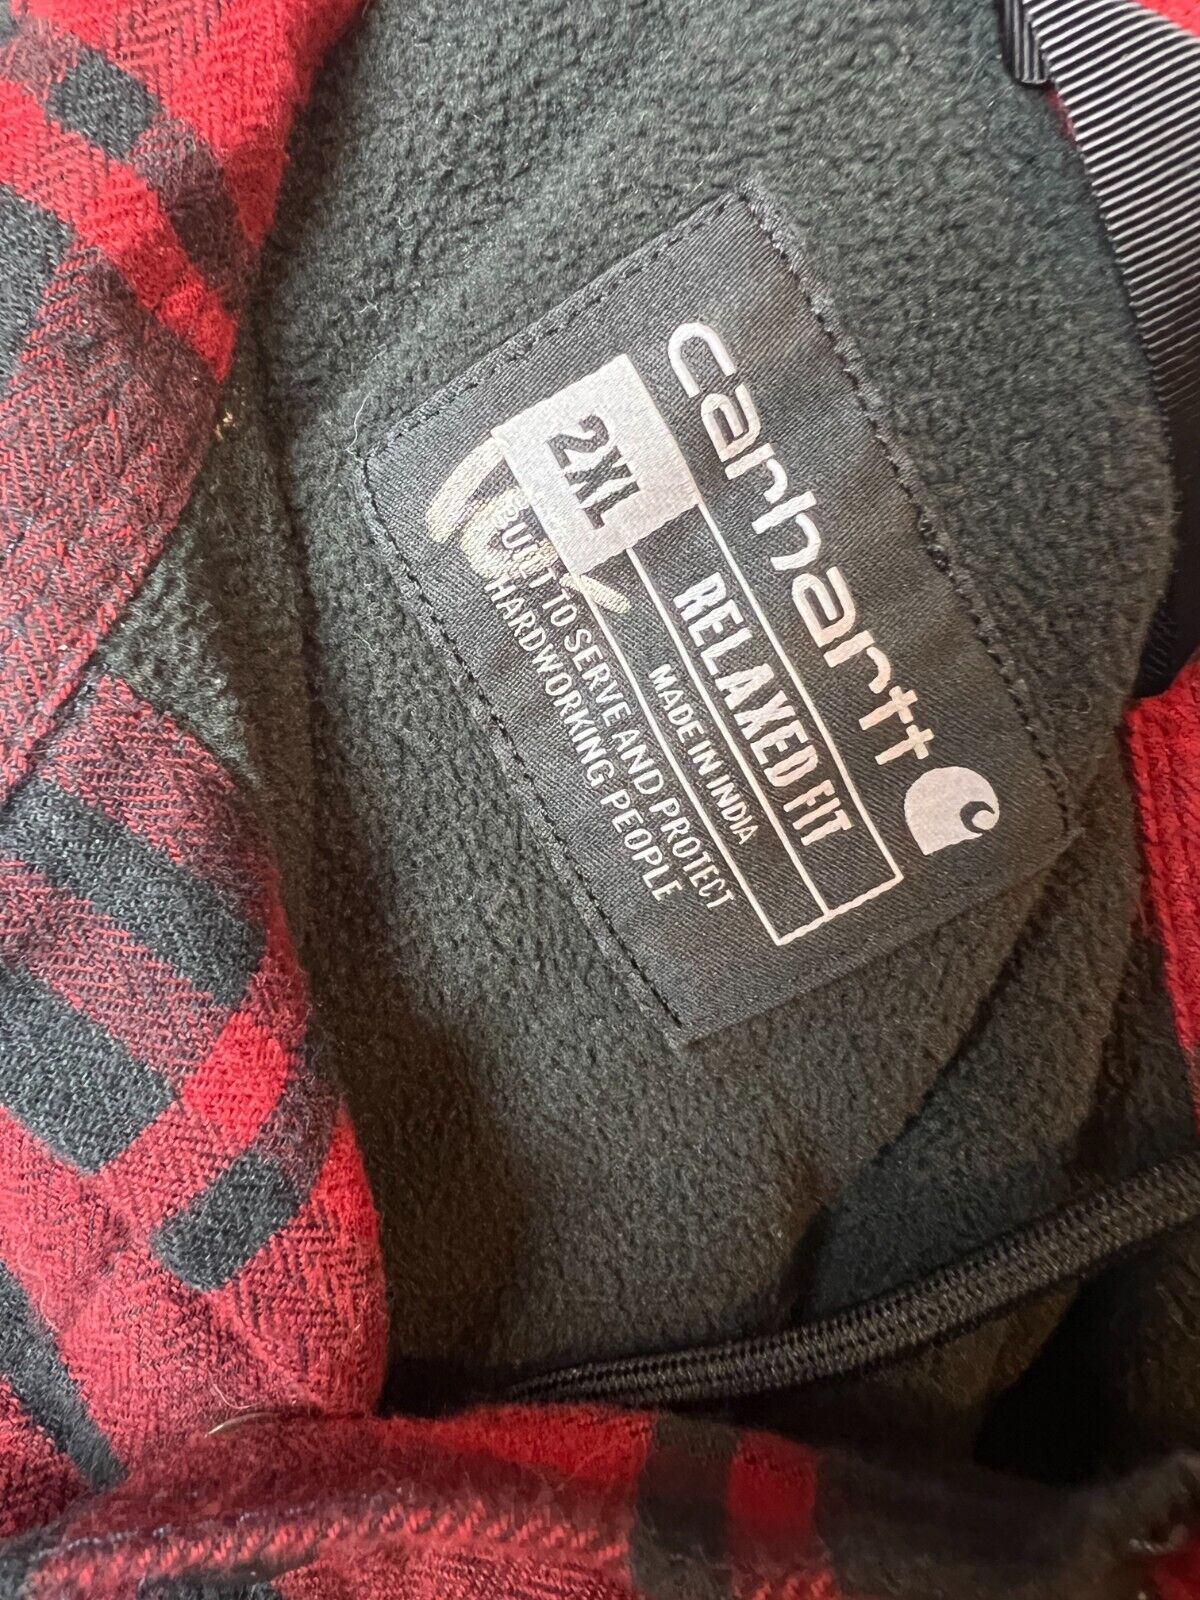 carhartt
2XL
RELAXED FIT
MADE IN INDIA
BUILT TO SERVE AND PROTECT
HARDWORKING PEOPLE